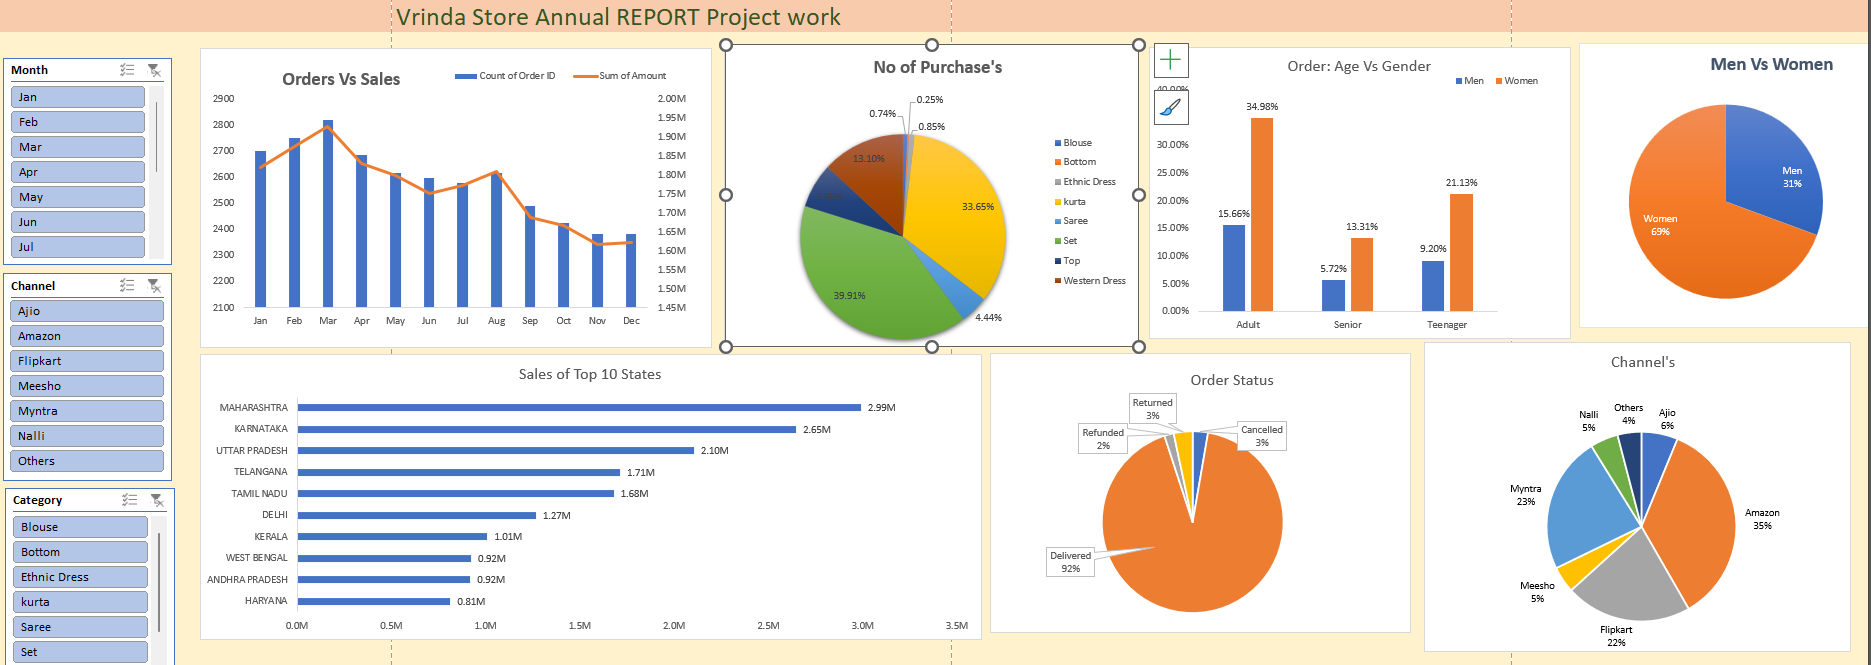 Vrinda Store Annual REPORT Project work
Month
Jan
Feb
Mar
Apr
May
Jun
Jul
Channel
Ajio
Amazon
Flipkart
Meesho
Myntra
Nalli
Others
Category
Blouse
Bottom
Ethnic Dress
kurta
Saree
Set
Orders Vs Sales
Count of Order ID
Sum of Amount
2900
2800
2700
2600
2500
2400
2300
2200
2100
2.00M
1.95M
1.90M
1.85M
1.80M
1.75M
1.70M
1.65M
1.60M
1.55M
1.50M
1.45M
Jan Feb Mar Apr May Jun Jul Aug Sep Oct Nov Dec
No of Purchase's
0.74%
0.25%
0.85%
13.10%
33.65%
39.91%
4.44%
Blouse
Bottom
Ethnic Dress
kurta
Saree
Set
Top
Western Dress
Order: Age Vs Gender
Men Women
40.00%
30.00%
25.00%
20.00%
15.00%
10.00%
5.00%
0.00%
15.66%
34.98%
5.72%
13.31%
9.20%
21.13%
Adult Senior Teenager
Men Vs Women
Men
31%
Women
69%
Sales of Top 10 States
MAHARASHTRA 2.99M
KARNATAKA 2.65M
UTTAR PRADESH 2.10M
TELANGANA 1.71M
TAMIL NADU 1.68M
DELHI 1.27M
KERALA 1.01M
WEST BENGAL 0.92M
ANDHRA PRADESH 0.92M
HARYANA 0.81M
0.0M 0.5M 1.0M 1.5M 2.0M 2.5M 3.0M 3.5M
Order Status
Returned
3%
Refunded
2%
Cancelled
3%
Delivered
92%
Channel's
Nalli
5%
Others
4%
Ajio
6%
Myntra
23%
Amazon
35%
Meesho
5%
Flipkart
22%